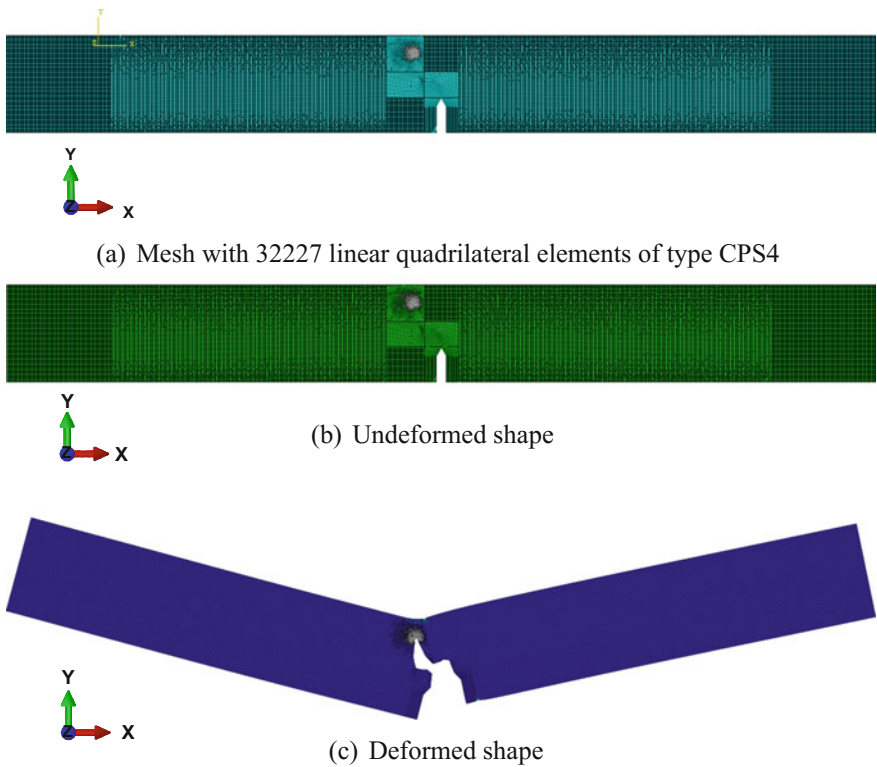 Y
X
Z
(a) Mesh with 32227 linear quadrilateral elements of type CPS4
Y
X
Z
(b) Undeformed shape
Y
X
Z
(c) Deformed shape